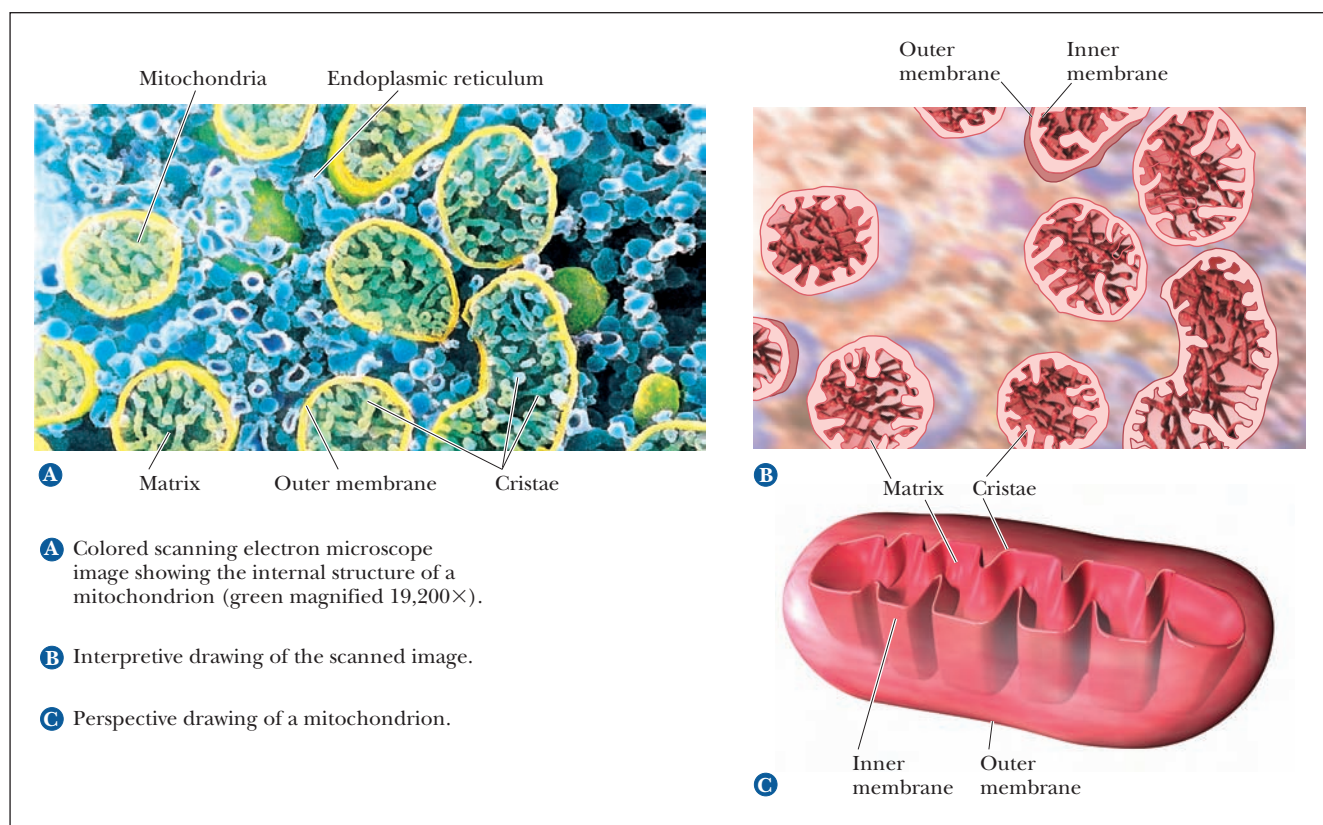 Mitochondria
Endoplasmic reticulum
A
Matrix
Outer membrane
Cristae
A Colored scanning electron microscope
image showing the internal structure of a
mitochondrion (green magnified 19,200×).
B Interpretive drawing of the scanned image.
C Perspective drawing of a mitochondrion.
Outer
membrane
Inner
membrane
B
Matrix
Cristae
Inner
membrane
Outer
membrane
C